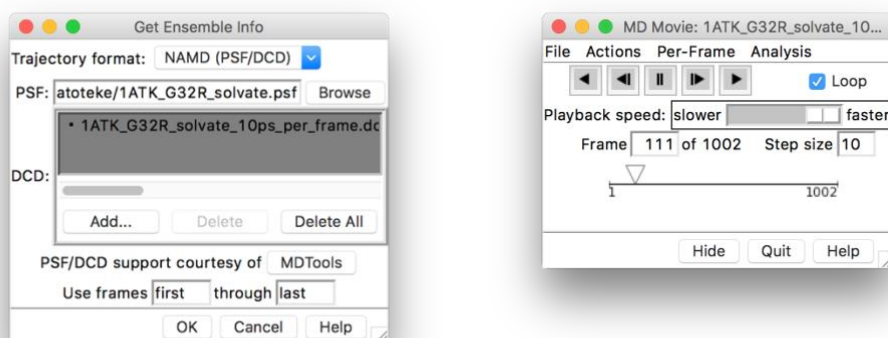 Get Ensemble Info
Trajectory format: NAMD (PSF/DCD)
PSF: atoteke/1ATK_G32R_solvate.psf Browse
• 1ATK_G32R_solvate_10ps_per_frame.dc
DCD:
Add... Delete Delete All
PSF/DCD support courtesy of MDTools
Use frames first through last
OK Cancel Help
MD Movie: 1ATK_G32R_solvate_10...
File Actions Per-Frame Analysis
Loop
Playback speed: slower faster
Frame 111 of 1002 Step size 10
1 1002
Hide Quit Help